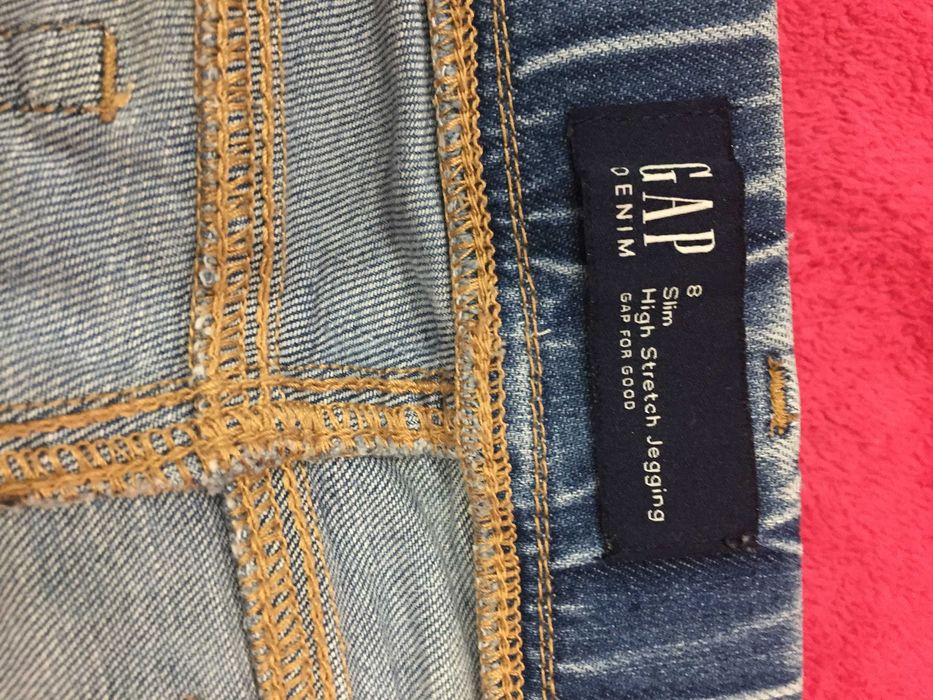 GAP
DENIM
8
Slim
High Stretch Jegging
GAP FOR GOOD